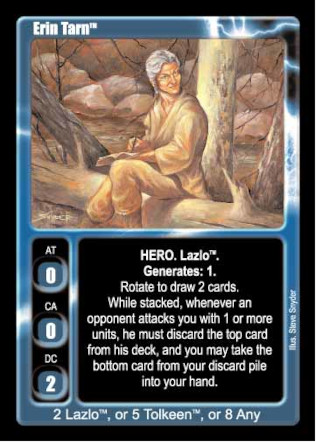 Erin Tarn™
SNYDER
AT
0
CA
0
DC
2
HERO. Lazlo™.
Generates: 1.
Rotate to draw 2 cards.
While stacked, whenever an
opponent attacks you with 1 or more
units, he must discard the top card
from his deck, and you may take the
bottom card from your discard pile
into your hand.
Illus. Steve Snyder
2 Lazlo™, or 5 Tolkeen™, or 8 Any